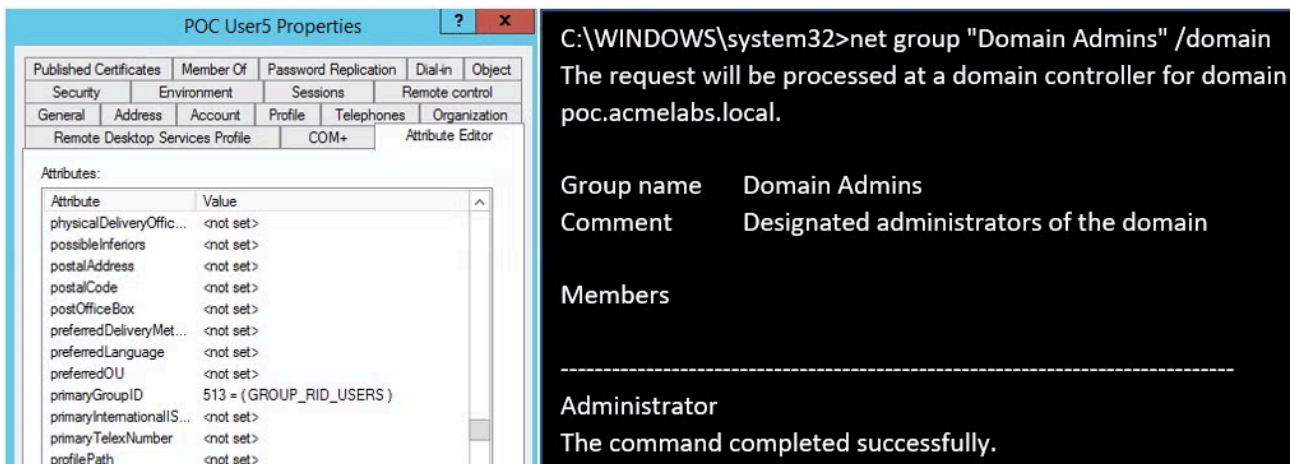 POC User5 Properties
? x
Published Certificates Member Of Password Replication Dial-in Object
Security Environment Sessions Remote control
General Address Account Profile Telephones Organization
Remote Desktop Services Profile COM+ Attribute Editor
Attributes:
Attribute Value
physicalDeliveryOffic... <not set>
possibleInferiors <not set>
postalAddress <not set>
postalCode <not set>
postOfficeBox <not set>
preferredDeliveryMet... <not set>
preferredLanguage <not set>
preferredOU <not set>
primaryGroupID 513 = ( GROUP_RID_USERS )
primaryInternationalIS... <not set>
primaryTelexNumber <not set>
profilePath <not set>
C:\WINDOWS\system32>net group "Domain Admins" /domain
The request will be processed at a domain controller for domain
poc.acmelabs.local.
Group name Domain Admins
Comment Designated administrators of the domain
Members
-------------------------------------------------------------------------------
Administrator
The command completed successfully.